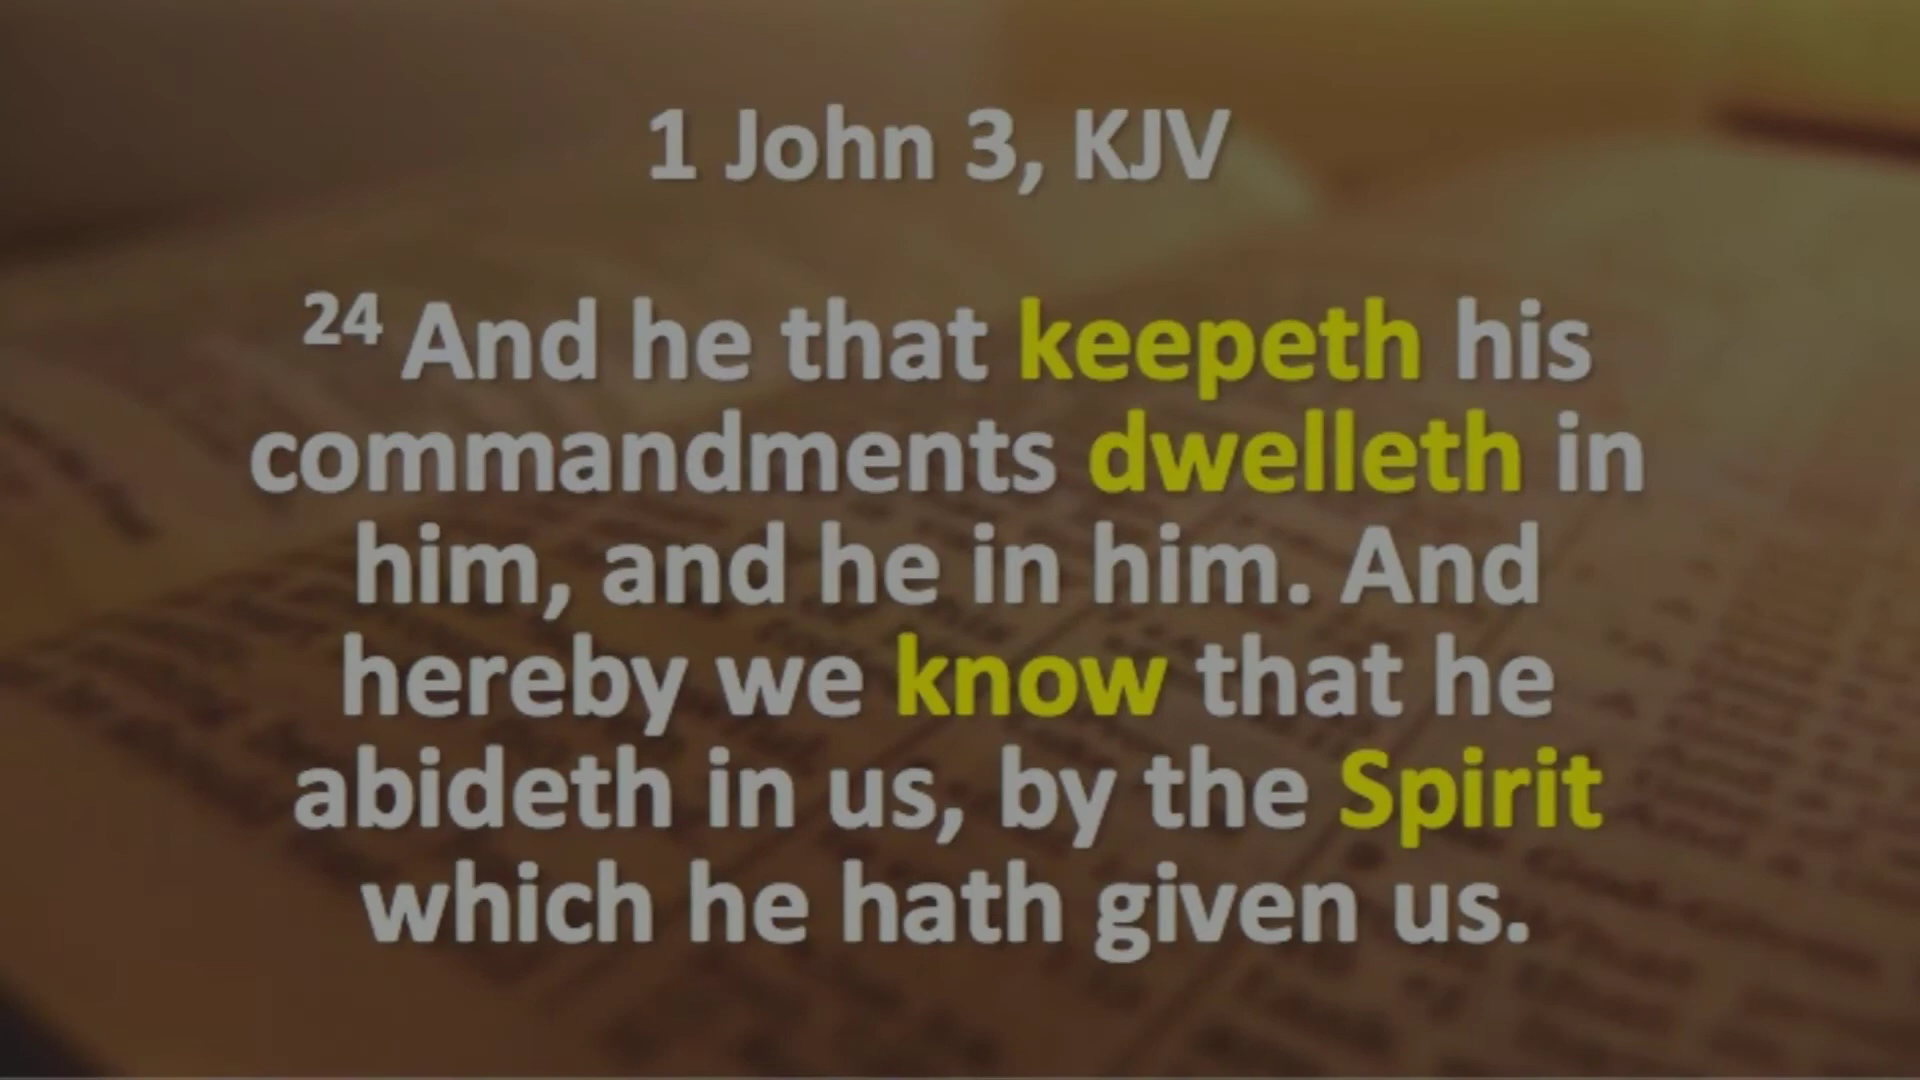 1 John 3, KJV
24 And he that keepeth his
commandments dwelleth in
him, and he in him. And
hereby we know that he
abideth in us, by the Spirit
which he hath given us.